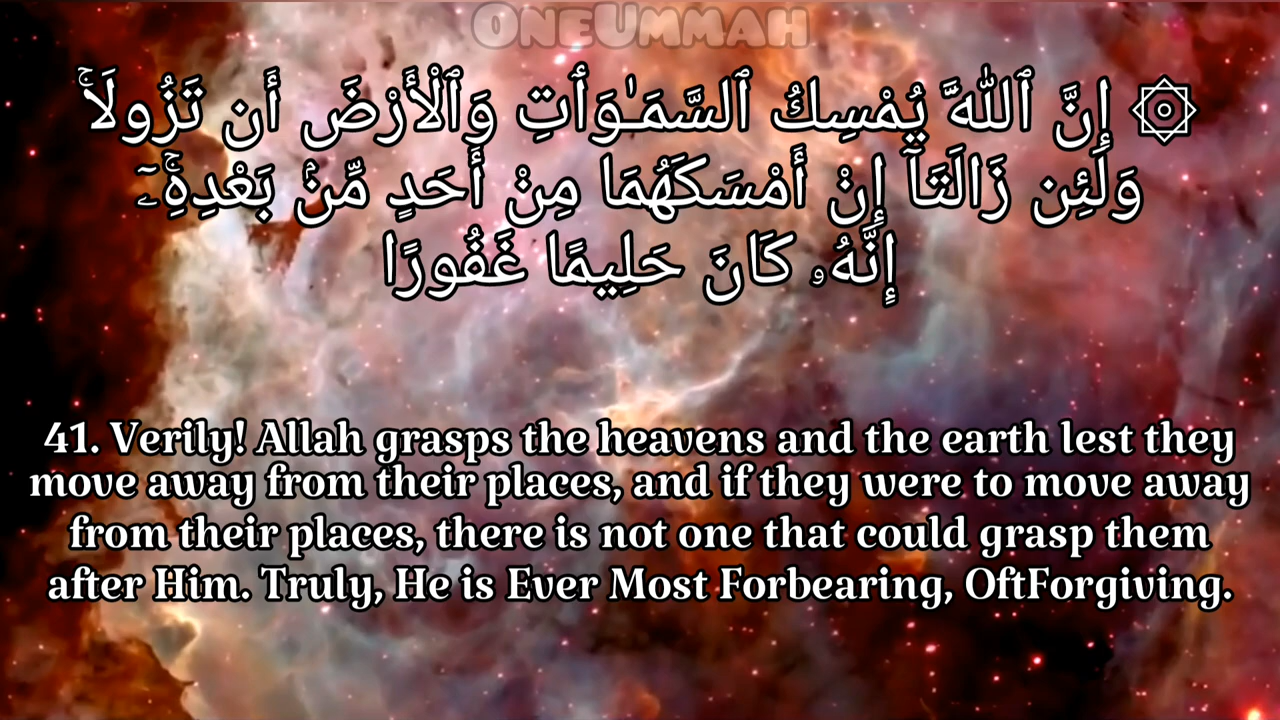 OneUmmah
۞ إِنَّ ٱللَّهَ يُمْسِكُ ٱلسَّمَـٰوَٲتِ وَٱلْأَرْضَ أَن تَزُولَاۚ
وَلَئِن زَالَتَآ إِنْ أَمْسَكَهُمَا مِنْ أَحَدٍ مِّنۢ بَعْدِهِۦٓۚ
إِنَّهُۥ كَانَ حَلِيمًا غَفُورًا
41. Verily! Allah grasps the heavens and the earth lest they
move away from their places, and if they were to move away
from their places, there is not one that could grasp them
after Him. Truly, He is Ever Most Forbearing, OftForgiving.